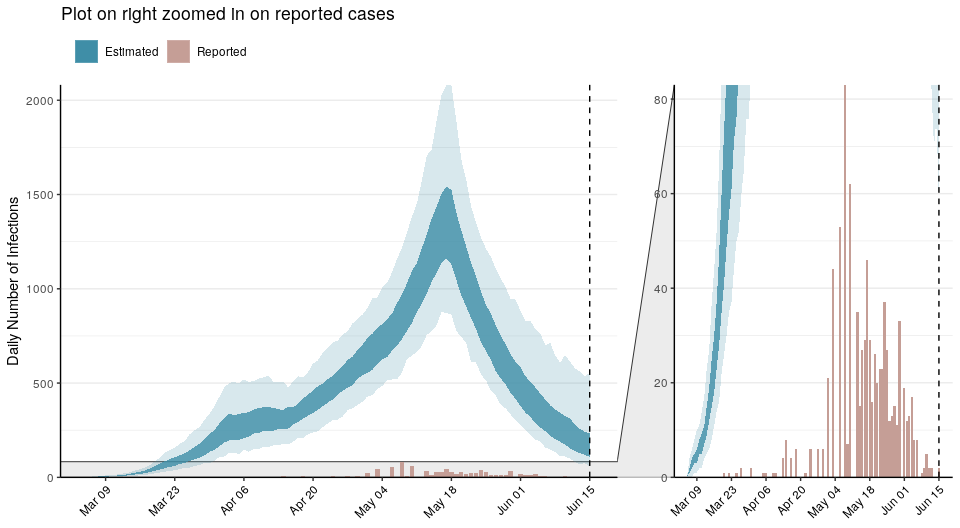 Plot on right zoomed in on reported cases
Estimated Reported
Daily Number of Infections
2000
1500
1000
500
0
Mar 09 Mar 23 Apr 06 Apr 20 May 04 May 18 Jun 01 Jun 15
80
60
40
20
0
Mar 09 Mar 23 Apr 06 Apr 20 May 04 May 18 Jun 01 Jun 15